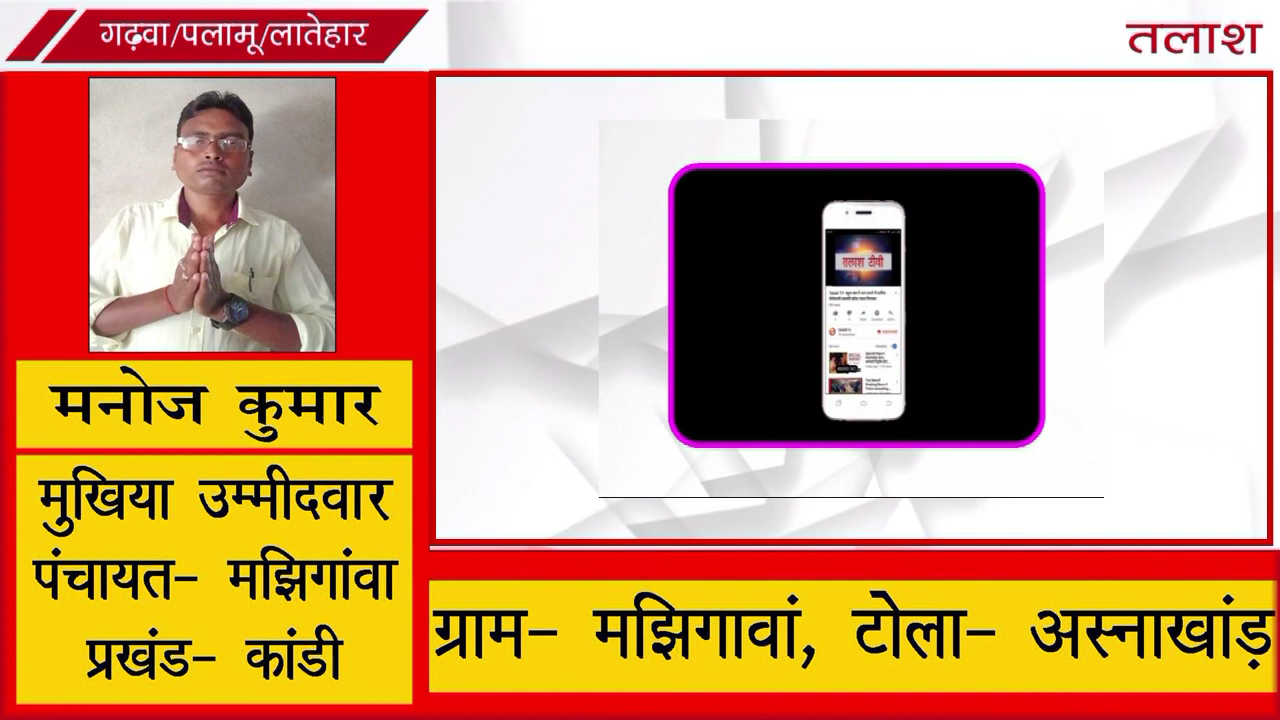 गढ़वा/पलामू/लातेहार
तलाश
तलाश टीवी
मनोज कुमार
मुखिया उम्मीदवार
पंचायत- मझिगांवा
प्रखंड- कांडी
ग्राम- मझिगावां, टोला- अस्नाखांड़